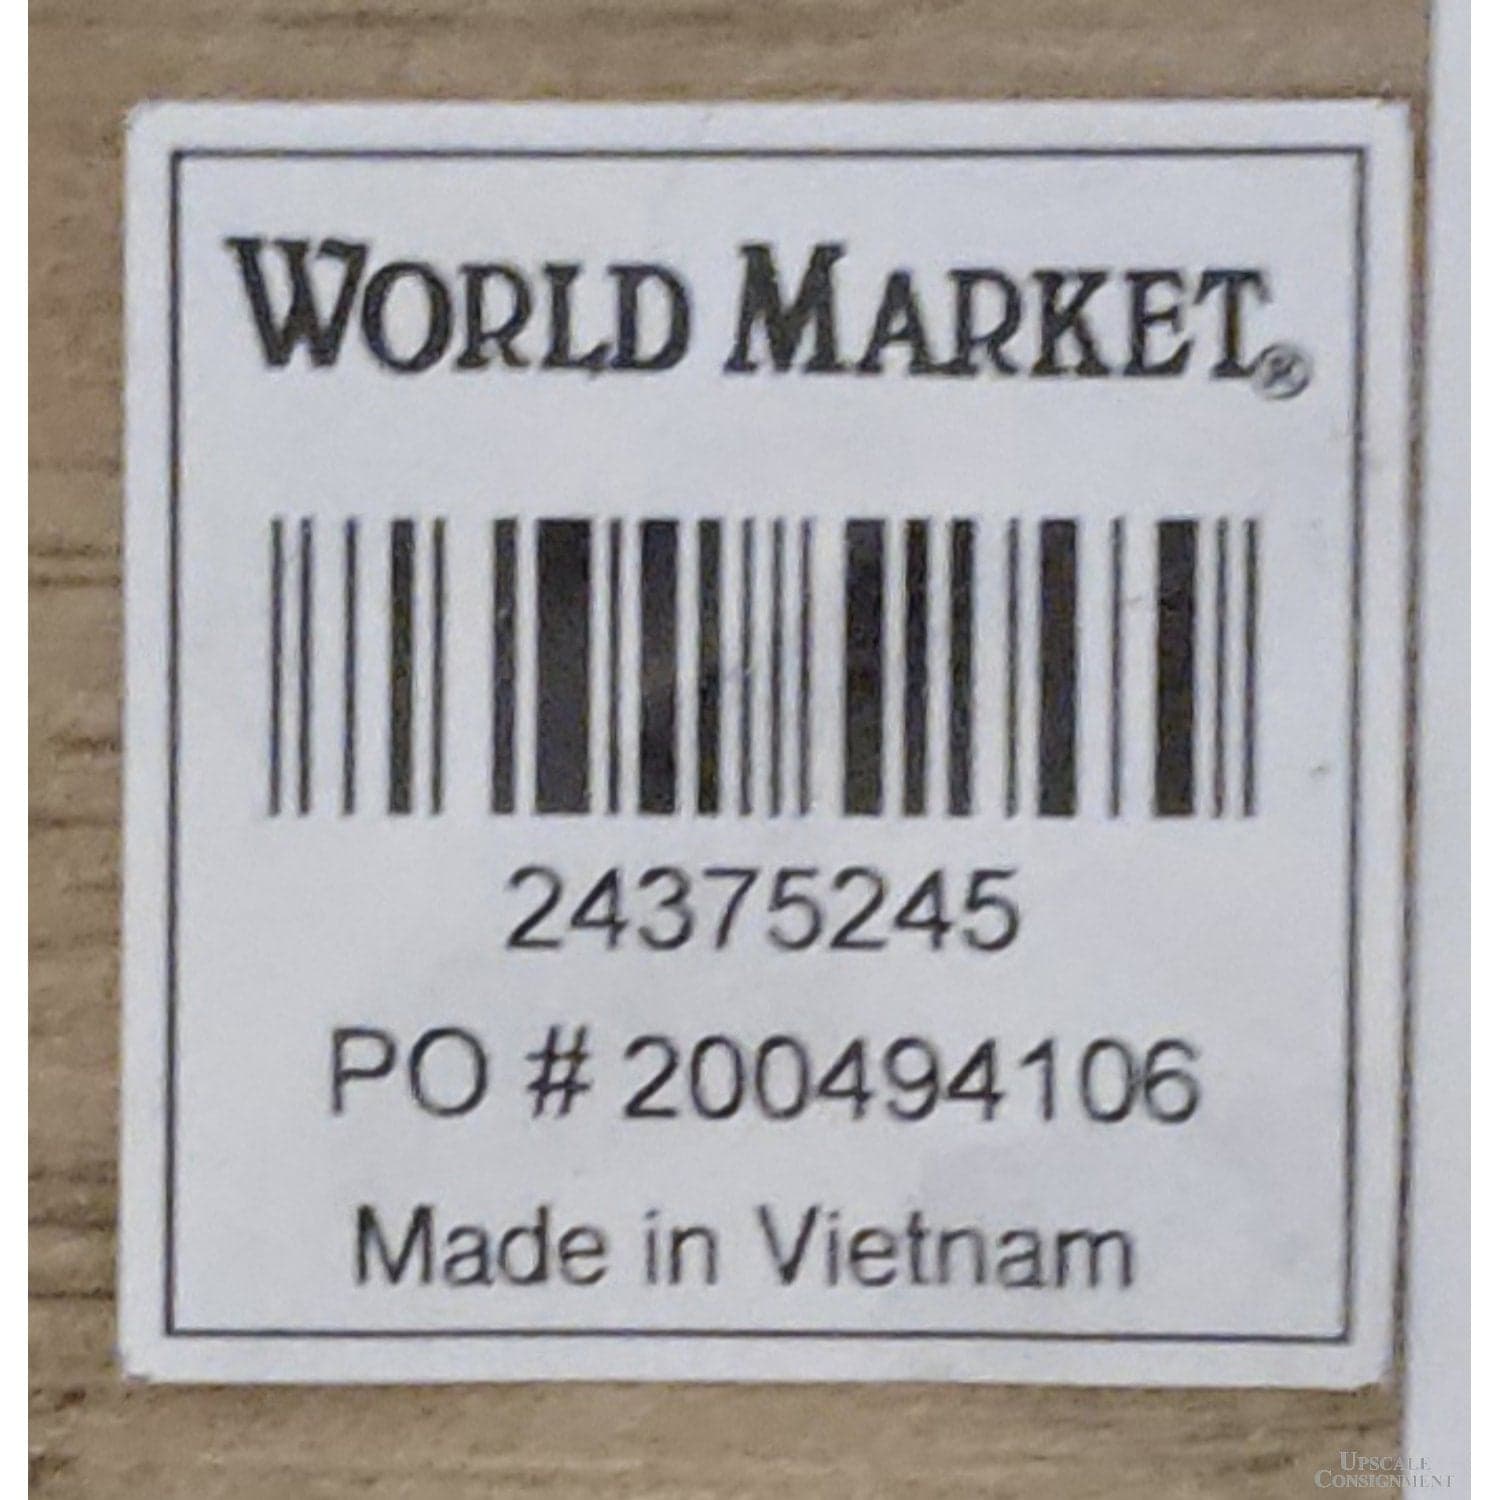 WORLD MARKET®
24375245
PO # 200494106
Made in Vietnam
UPSCALE
CONSIGNMENT